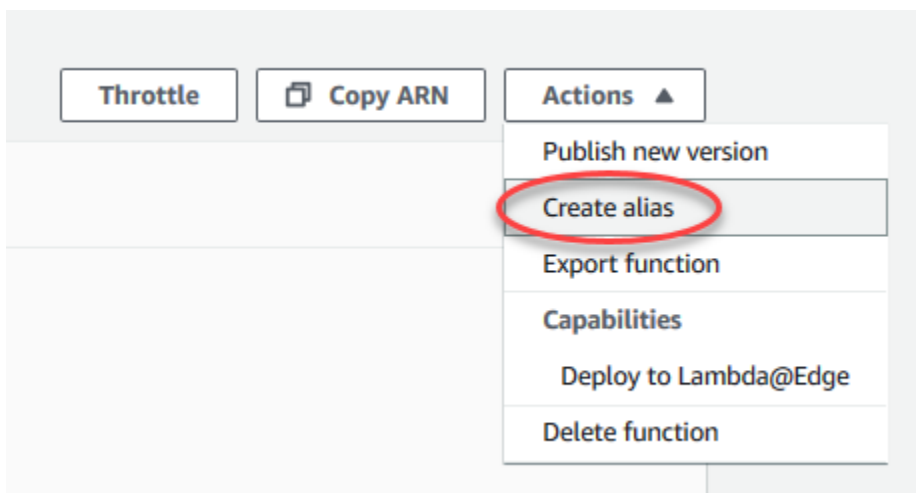 Throttle Copy ARN Actions
Publish new version
Create alias
Export function
Capabilities
Deploy to Lambda@Edge
Delete function